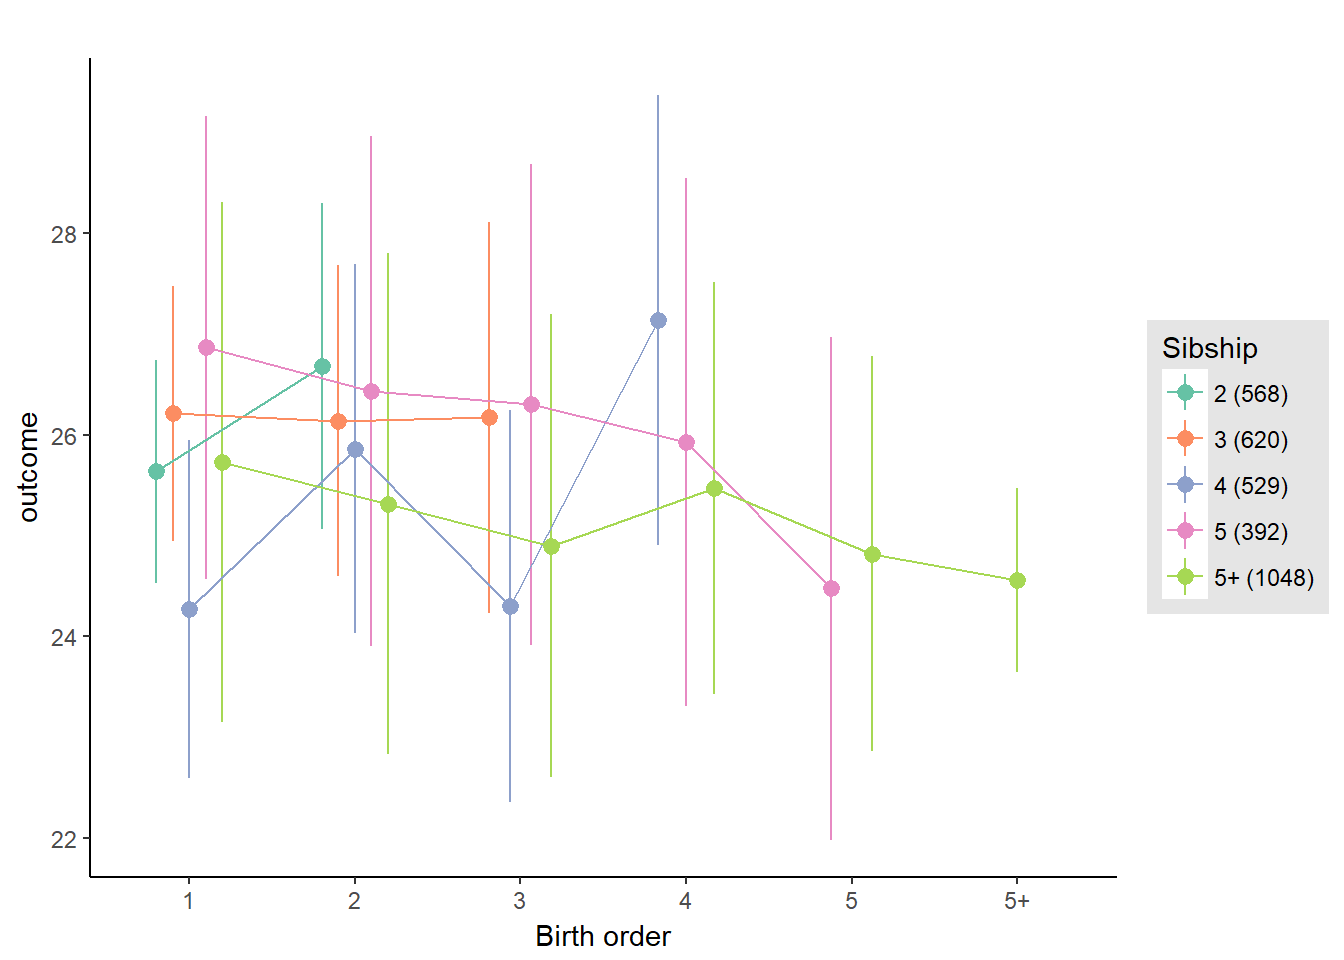 28
26
24
22
outcome
1 2 3 4 5 5+
Birth order
Sibship
2 (568)
3 (620)
4 (529)
5 (392)
5+ (1048)